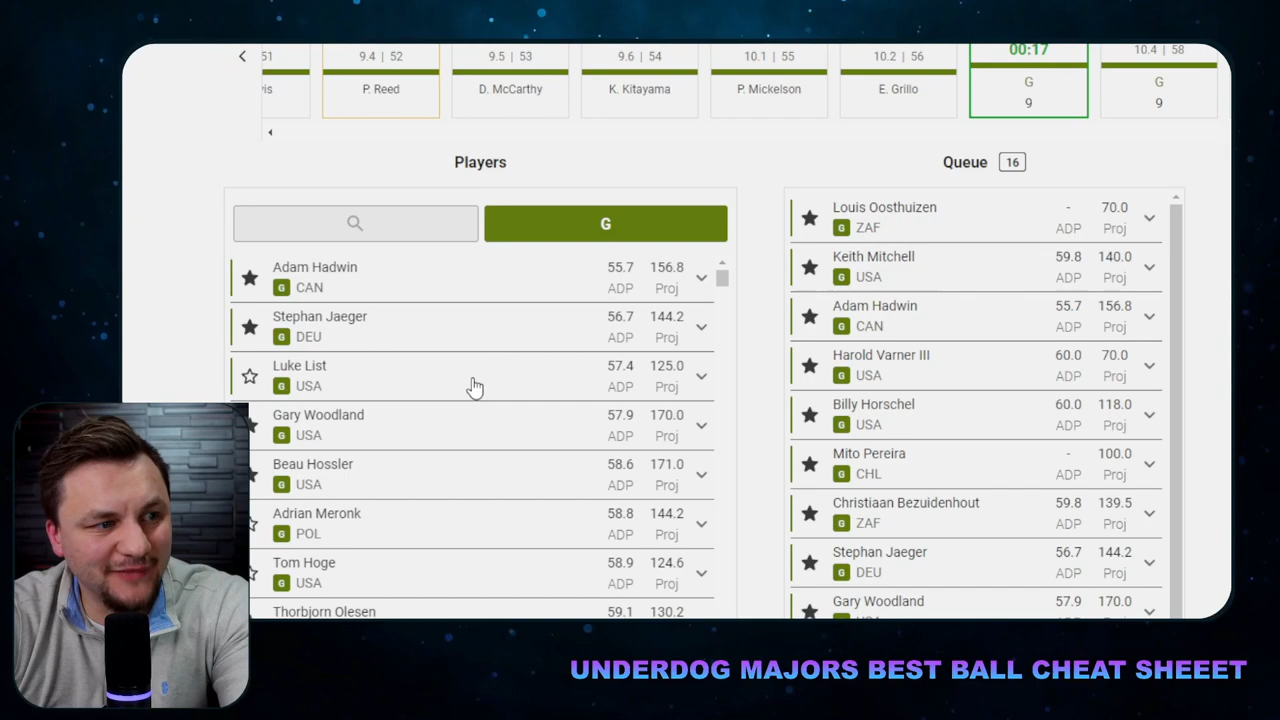 51
9.4 | 52
9.5 | 53
9.6 | 54
10.1 | 55
10.2 | 56
00:17
10.4 | 58
vis
P. Reed
D. McCarthy
K. Kitayama
P. Mickelson
E. Grillo
G
9
G
9
Players
G
Adam Hadwin 55.7 156.8
G CAN ADP Proj
Stephan Jaeger 56.7 144.2
G DEU ADP Proj
Luke List 57.4 125.0
G USA ADP Proj
Gary Woodland 57.9 170.0
G USA ADP Proj
Beau Hossler 58.6 171.0
G USA ADP Proj
Adrian Meronk 58.8 144.2
G POL ADP Proj
Tom Hoge 58.9 124.6
G USA ADP Proj
Thorbjorn Olesen 59.1 130.2
Queue 16
Louis Oosthuizen - 70.0
G ZAF ADP Proj
Keith Mitchell 59.8 140.0
G USA ADP Proj
Adam Hadwin 55.7 156.8
G CAN ADP Proj
Harold Varner III 60.0 70.0
G USA ADP Proj
Billy Horschel 60.0 118.0
G USA ADP Proj
Mito Pereira - 100.0
G CHL ADP Proj
Christiaan Bezuidenhout 59.8 139.5
G ZAF ADP Proj
Stephan Jaeger 56.7 144.2
G DEU ADP Proj
Gary Woodland 57.9 170.0
UNDERDOG MAJORS BEST BALL CHEAT SHEEET